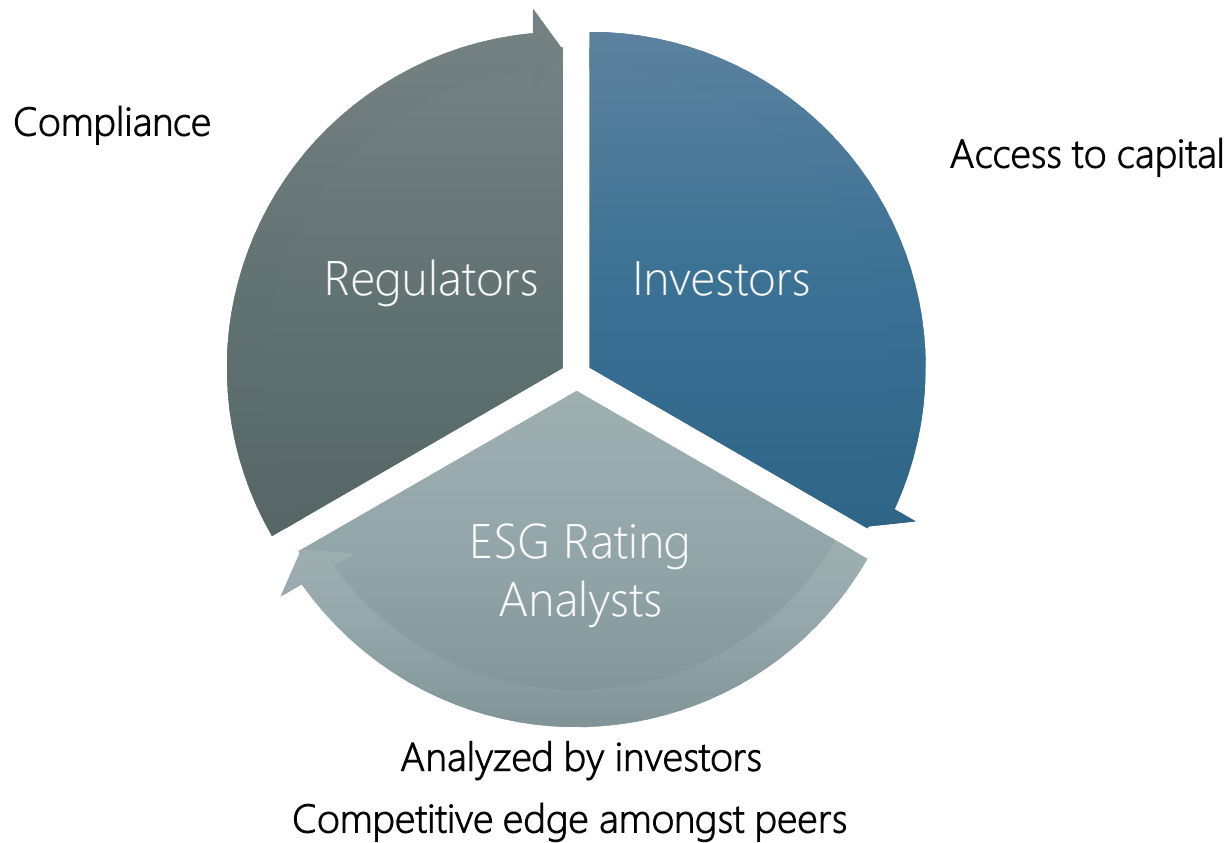 Compliance
Access to capital
Regulators
Investors
ESG Rating
Analysts
Analyzed by investors
Competitive edge amongst peers